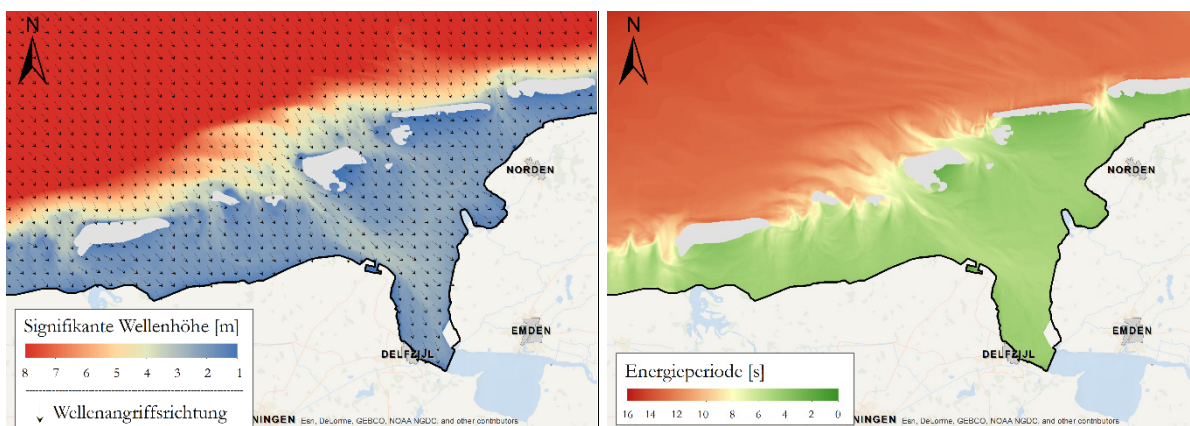 N
NORDEN
EMDEN
DELFZIJL
Signifikante Wellenhöhe [m]
8 7 6 5 4 3 2 1
Wellenangriffsrichtung
NINGEN Esri, DeLorme, GEBCO, NOAA NGDC, and other contributors
N
NORDEN
EMDEN
DELFZIJL
Energieperiode [s]
16 14 12 10 8 6 4 2 0
NINGEN Esri, DeLorme, GEBCO, NOAA NGDC, and other contributors